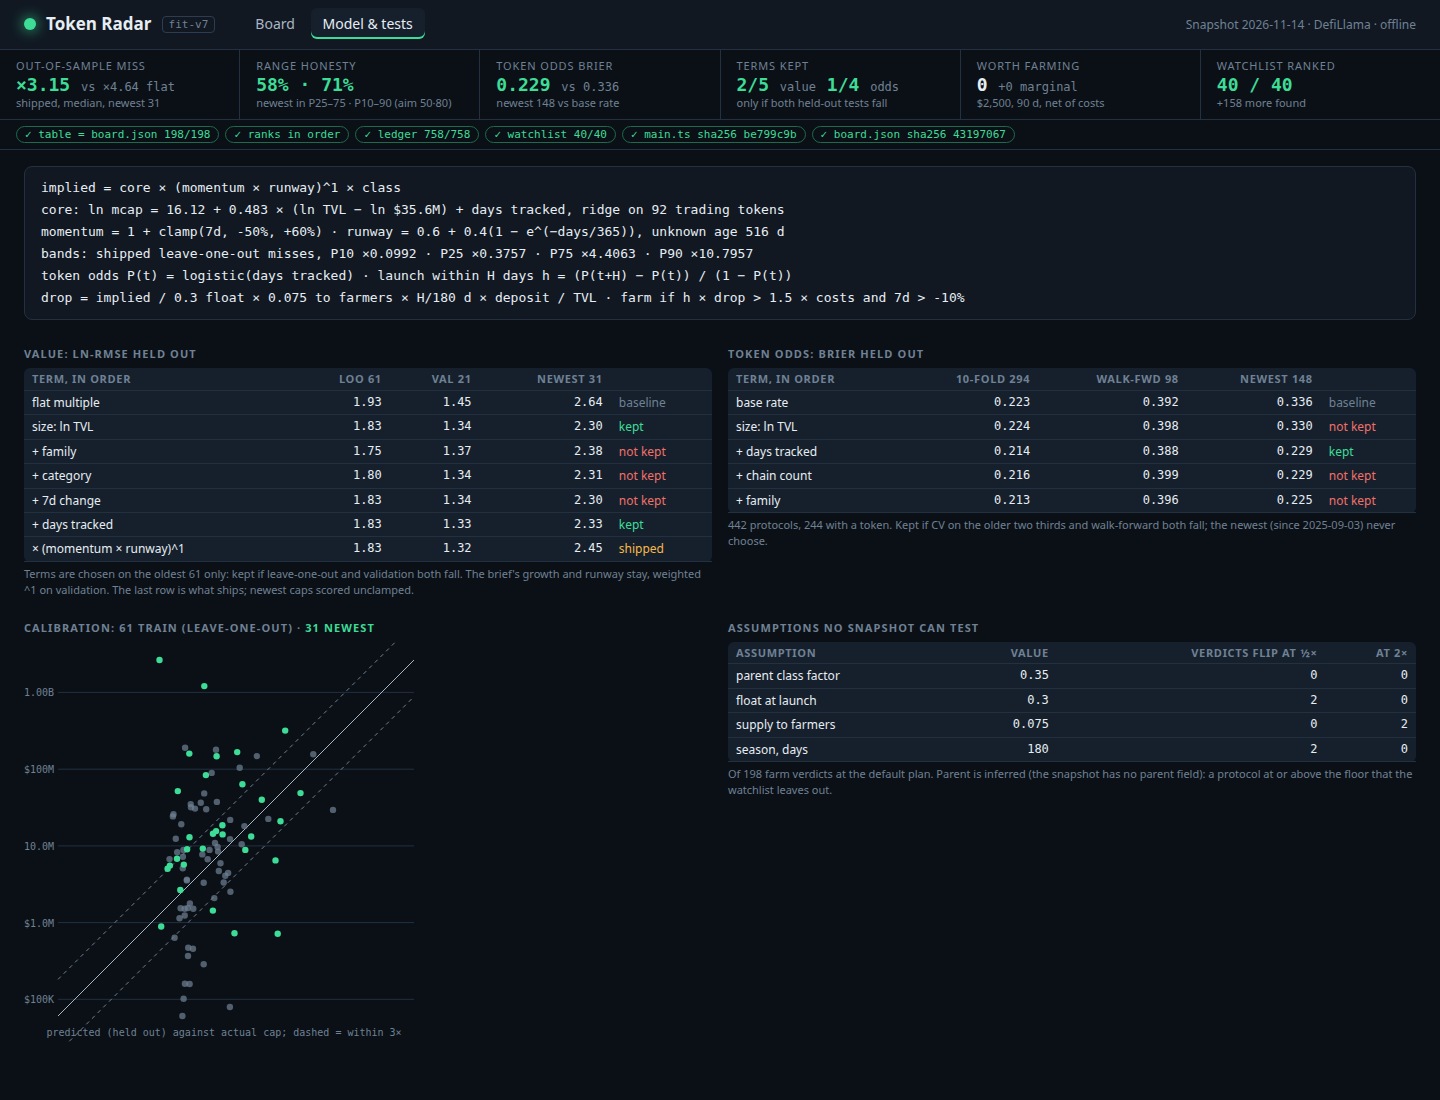 Token Radar fit-v7 Board Model & tests Snapshot 2026-11-14 · DefiLlama · offline
OUT-OF-SAMPLE MISS
×3.15 vs ×4.64 flat
shipped, median, newest 31
RANGE HONESTY
58% · 71%
newest in P25–75 · P10–90 (aim 50·80)
TOKEN ODDS BRIER
0.229 vs 0.336
newest 148 vs base rate
TERMS KEPT
2/5 value 1/4 odds
only if both held-out tests fall
WORTH FARMING
0 +0 marginal
$2,500, 90 d, net of costs
WATCHLIST RANKED
40 / 40
+158 more found
✓ table = board.json 198/198 ✓ ranks in order ✓ ledger 758/758 ✓ watchlist 40/40 ✓ main.ts sha256 be799c9b ✓ board.json sha256 43197067
implied = core × (momentum × runway)^1 × class
core: ln mcap = 16.12 + 0.483 × (ln TVL − ln $35.6M) + days tracked, ridge on 92 trading tokens
momentum = 1 + clamp(7d, -50%, +60%) · runway = 0.6 + 0.4(1 − e^(−days/365)), unknown age 516 d
bands: shipped leave-one-out misses, P10 ×0.0992 · P25 ×0.3757 · P75 ×4.4063 · P90 ×10.7957
token odds P(t) = logistic(days tracked) · launch within H days h = (P(t+H) − P(t)) / (1 − P(t))
drop = implied / 0.3 float × 0.075 to farmers × H/180 d × deposit / TVL · farm if h × drop > 1.5 × costs and 7d > -10%
VALUE: LN-RMSE HELD OUT
TERM, IN ORDER LOO 61 VAL 21 NEWEST 31
flat multiple 1.93 1.45 2.64 baseline
size: ln TVL 1.83 1.34 2.30 kept
+ family 1.75 1.37 2.38 not kept
+ category 1.80 1.34 2.31 not kept
+ 7d change 1.83 1.34 2.30 not kept
+ days tracked 1.83 1.33 2.33 kept
× (momentum × runway)^1 1.83 1.32 2.45 shipped
Terms are chosen on the oldest 61 only: kept if leave-one-out and validation both fall. The brief's growth and runway stay, weighted
^1 on validation. The last row is what ships; newest caps scored unclamped.
TOKEN ODDS: BRIER HELD OUT
TERM, IN ORDER 10-FOLD 294 WALK-FWD 98 NEWEST 148
base rate 0.223 0.392 0.336 baseline
size: ln TVL 0.224 0.398 0.330 not kept
+ days tracked 0.214 0.388 0.229 kept
+ chain count 0.216 0.399 0.229 not kept
+ family 0.213 0.396 0.225 not kept
442 protocols, 244 with a token. Kept if CV on the older two thirds and walk-forward both fall; the newest (since 2025-09-03) never
choose.
CALIBRATION: 61 TRAIN (LEAVE-ONE-OUT) · 31 NEWEST
1.00B
$100M
10.0M
$1.0M
$100K
predicted (held out) against actual cap; dashed = within 3×
ASSUMPTIONS NO SNAPSHOT CAN TEST
ASSUMPTION VALUE VERDICTS FLIP AT ½× AT 2×
parent class factor 0.35 0 0
float at launch 0.3 2 0
supply to farmers 0.075 0 2
season, days 180 2 0
Of 198 farm verdicts at the default plan. Parent is inferred (the snapshot has no parent field): a protocol at or above the floor that the
watchlist leaves out.